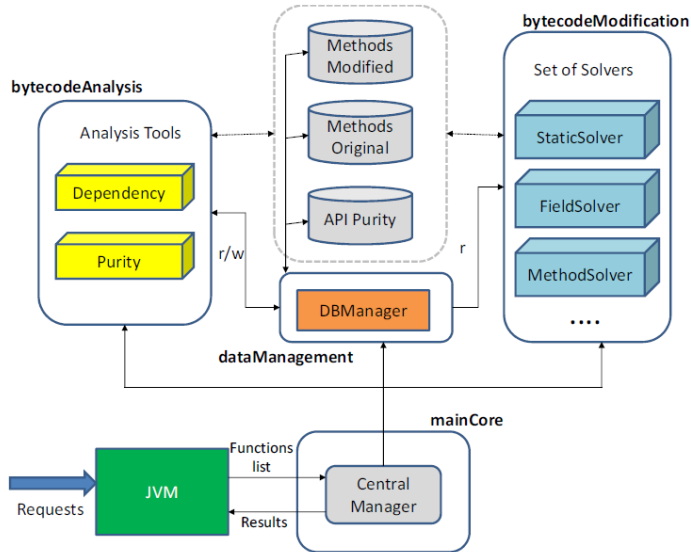 bytecodeModification
Methods
Modified
bytecodeAnalysis
Set of Solvers
Analysis Tools
Methods
Original
StaticSolver
Dependency
API Purity
FieldSolver
r/w
r
Purity
MethodSolver
DBManager
....
dataManagement
mainCore
Functions
list
JVM
Central
Manager
Requests
Results